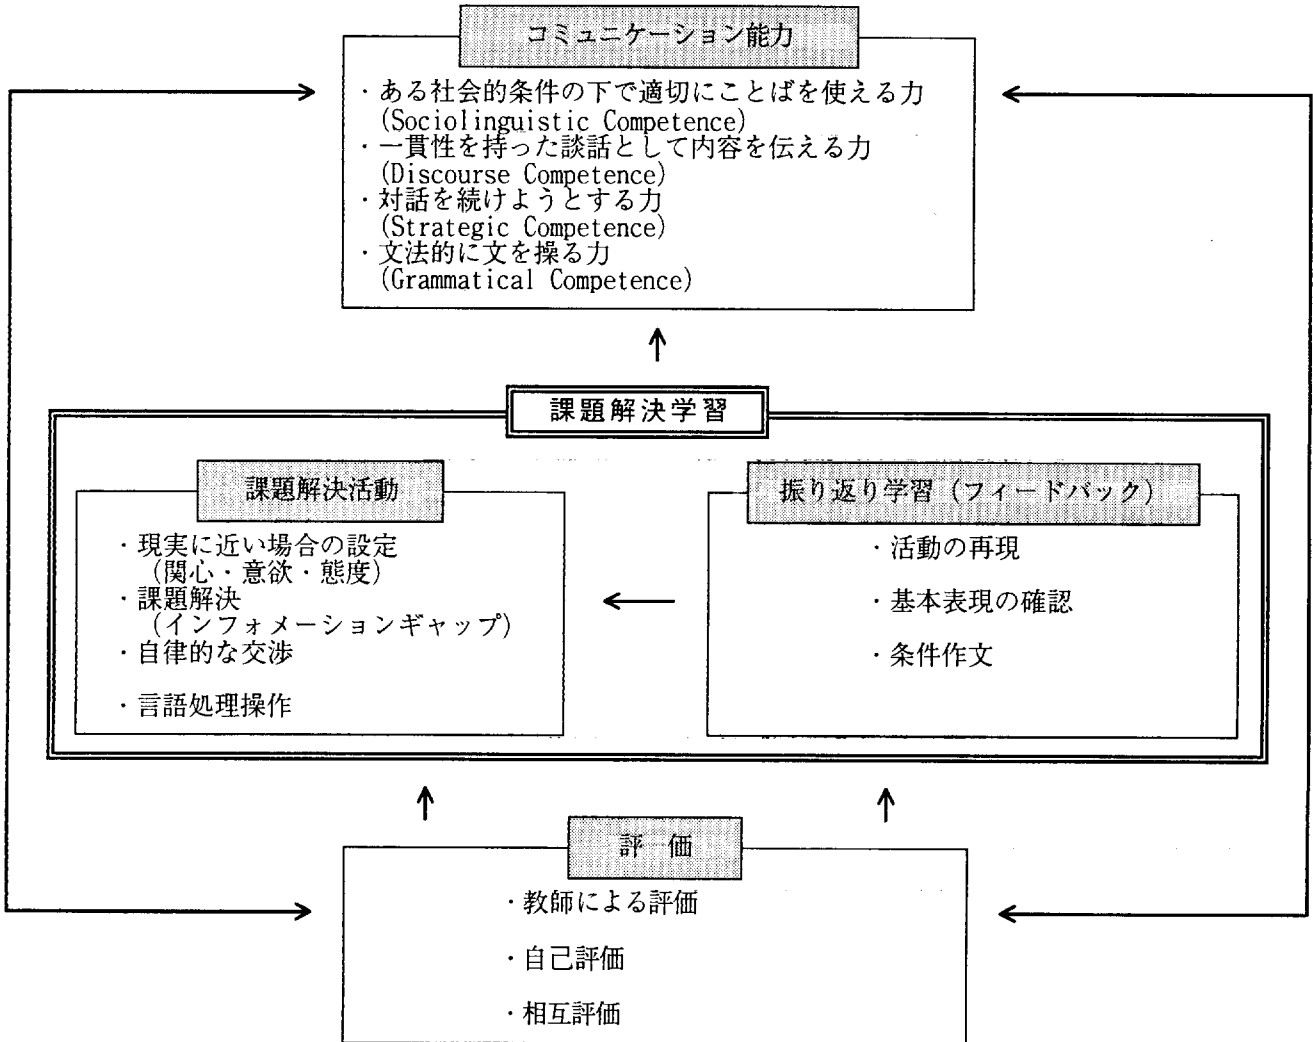 コミュニケーション能力
・ある社会的条件の下で適切にことばを使える力
(Sociolinguistic Competence)
・一貫性を持った談話として内容を伝える力
(Discourse Competence)
・対話を続けようとする力
(Strategic Competence)
・文法的に文を操る力
(Grammatical Competence)
課題解決学習
課題解決活動
・現実に近い場合の設定
(関心・意欲・態度)
・課題解決
(インフォメーションギャップ)
・自律的な交渉
・言語処理操作
振り返り学習(フィードバック)
・活動の再現
・基本表現の確認
・条件作文
評 価
・教師による評価
・自己評価
・相互評価